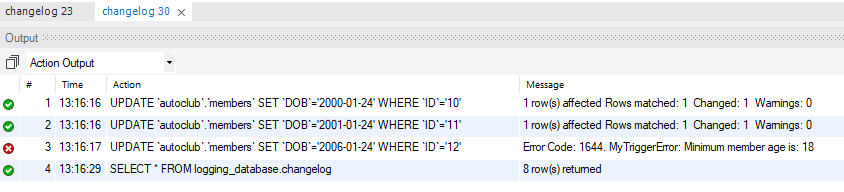 changelog 23 changelog 30 ×
Output
Action Output
# Time Action Message
1 13:16:16 UPDATE `autoclub`.`members` SET `DOB`='2000-01-24' WHERE `ID`='10' 1 row(s) affected Rows matched: 1 Changed: 1 Warnings: 0
2 13:16:16 UPDATE `autoclub`.`members` SET `DOB`='2001-01-24' WHERE `ID`='11' 1 row(s) affected Rows matched: 1 Changed: 1 Warnings: 0
3 13:16:17 UPDATE `autoclub`.`members` SET `DOB`='2006-01-24' WHERE `ID`='12' Error Code: 1644. MyTriggerError: Minimum member age is: 18
4 13:16:29 SELECT * FROM logging_database.changelog 8 row(s) returned